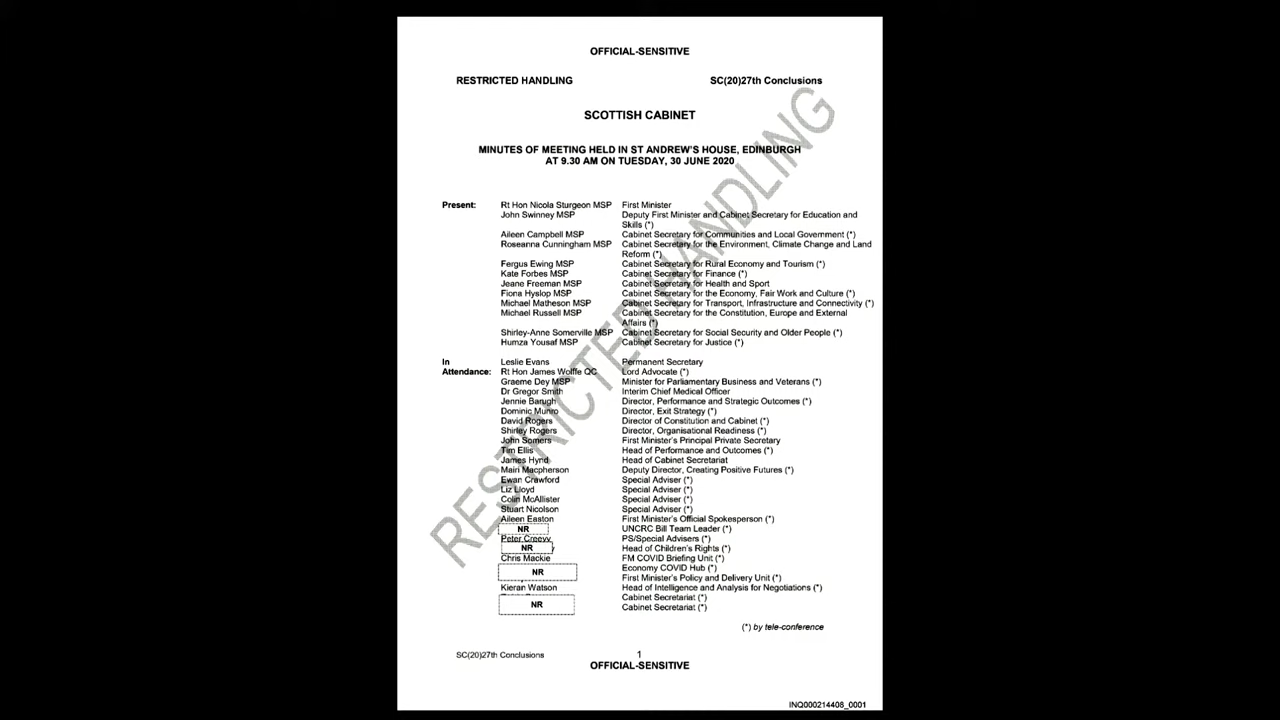 OFFICIAL-SENSITIVE
RESTRICTED HANDLING SC(20)27th Conclusions
SCOTTISH CABINET
MINUTES OF MEETING HELD IN ST ANDREW'S HOUSE, EDINBURGH
AT 9.30 AM ON TUESDAY, 30 JUNE 2020
Present: Rt Hon Nicola Sturgeon MSP First Minister
John Swinney MSP Deputy First Minister and Cabinet Secretary for Education and
Skills (*)
Aileen Campbell MSP Cabinet Secretary for Communities and Local Government (*)
Roseanna Cunningham MSP Cabinet Secretary for the Environment, Climate Change and Land
Reform (*)
Fergus Ewing MSP Cabinet Secretary for Rural Economy and Tourism (*)
Kate Forbes MSP Cabinet Secretary for Finance (*)
Jeane Freeman MSP Cabinet Secretary for Health and Sport
Fiona Hyslop MSP Cabinet Secretary for the Economy, Fair Work and Culture (*)
Michael Matheson MSP Cabinet Secretary for Transport, Infrastructure and Connectivity (*)
Michael Russell MSP Cabinet Secretary for the Constitution, Europe and External
Affairs (*)
Shirley-Anne Somerville MSP Cabinet Secretary for Social Security and Older People (*)
Humza Yousaf MSP Cabinet Secretary for Justice (*)
In Leslie Evans Permanent Secretary
Attendance: Rt Hon James Wolffe QC Lord Advocate (*)
Graeme Dey MSP Minister for Parliamentary Business and Veterans (*)
Dr Gregor Smith Interim Chief Medical Officer
Jennie Barugh Director, Performance and Strategic Outcomes (*)
Dominic Munro Director, Exit Strategy (*)
David Rogers Director of Constitution and Cabinet (*)
Shirley Rogers Director, Organisational Readiness (*)
John Somers First Minister's Principal Private Secretary
Tim Ellis Head of Performance and Outcomes (*)
James Hynd Head of Cabinet Secretariat
Mairi Macpherson Deputy Director, Creating Positive Futures (*)
Ewan Crawford Special Adviser (*)
Liz Lloyd Special Adviser (*)
Colin McAllister Special Adviser (*)
Stuart Nicolson Special Adviser (*)
Aileen Easton First Minister's Official Spokesperson (*)
NR UNCRC Bill Team Leader (*)
Peter Creevy PS/Special Advisers (*)
NR Head of Children's Rights (*)
Chris Mackie FM COVID Briefing Unit (*)
NR Economy COVID Hub (*)
First Minister's Policy and Delivery Unit (*)
Kieran Watson Head of Intelligence and Analysis for Negotiations (*)
NR Cabinet Secretariat (*)
Cabinet Secretariat (*)
(*) by tele-conference
SC(20)27th Conclusions 1
OFFICIAL-SENSITIVE
INQ000214408_0001
RESTRICTED HANDLING